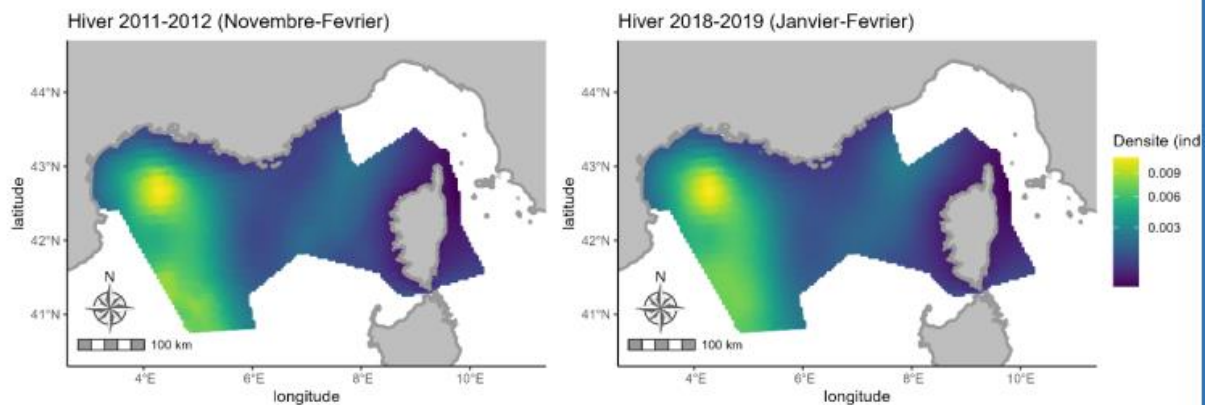 Hiver 2011-2012 (Novembre-Fevrier)
44°N
43°N
42°N
41°N
latitude
N
100 km
4°E 6°E 8°E 10°E
longitude
Hiver 2018-2019 (Janvier-Fevrier)
44°N
43°N
42°N
41°N
latitude
N
100 km
4°E 6°E 8°E 10°E
longitude
Densite (ind
0.009
0.006
0.003